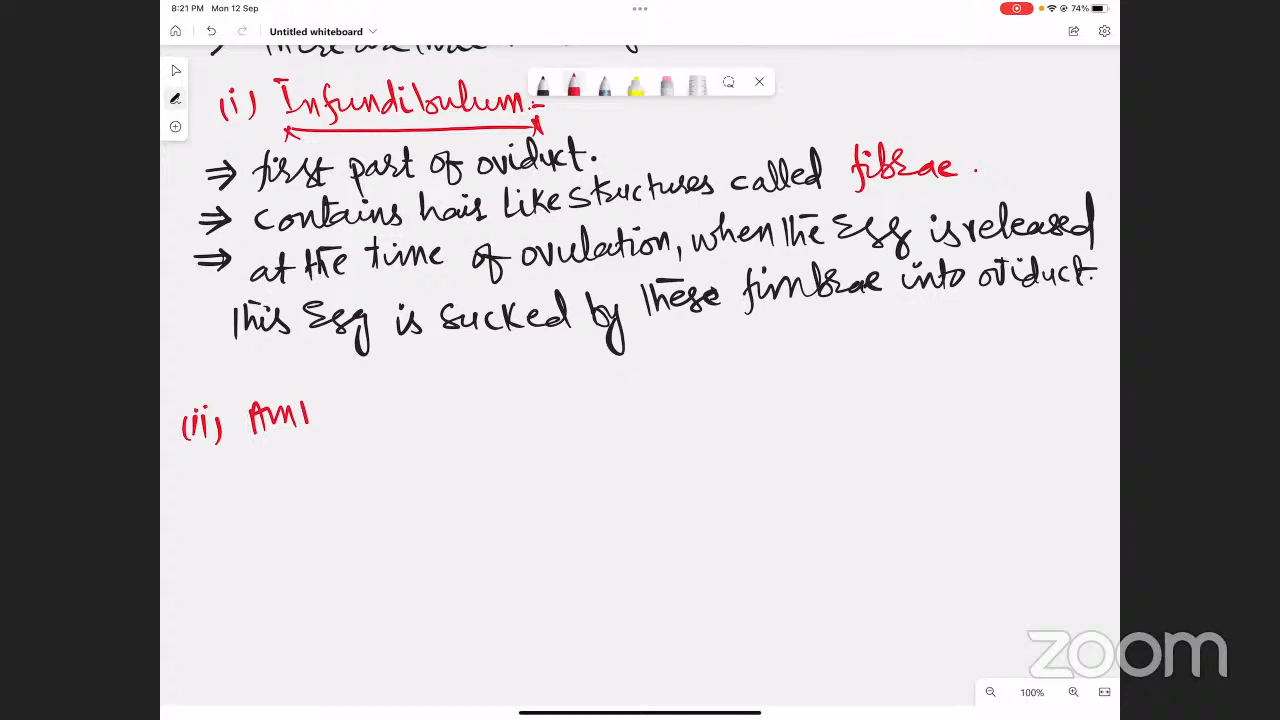 8:21 PM Mon 12 Sep
74%
Untitled whiteboard
(i) Infundibulum:-
⇒ first part of oviduct.
⇒ contains hair like structures called fibrae.
⇒ at the time of ovulation, when the Egg is released
this Egg is sucked by these fimbrae into oviduct.
(ii) Am
zoom
100%